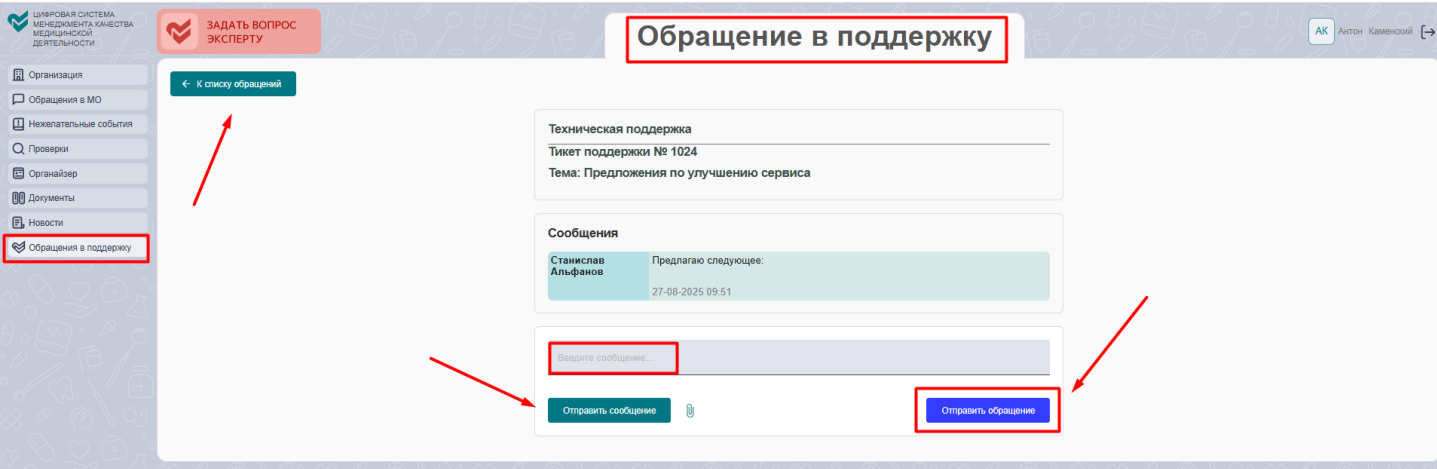 ЦИФРОВАЯ СИСТЕМА
МЕНЕДЖМЕНТА КАЧЕСТВА
МЕДИЦИНСКОЙ
ДЕЯТЕЛЬНОСТИ
ЗАДАТЬ ВОПРОС
ЭКСПЕРТУ
Обращение в поддержку
АК Антон Каменский
Организация
Обращения в МО
Нежелательные события
Проверки
Органайзер
Документы
Новости
Обращения в поддержку
← К списку обращений
Техническая поддержка
Тикет поддержки № 1024
Тема: Предложения по улучшению сервиса
Сообщения
Станислав
Альфанов
Предлагаю следующее:
27-08-2025 09:51
Введите сообщение...
Отправить сообщение
Отправить обращение